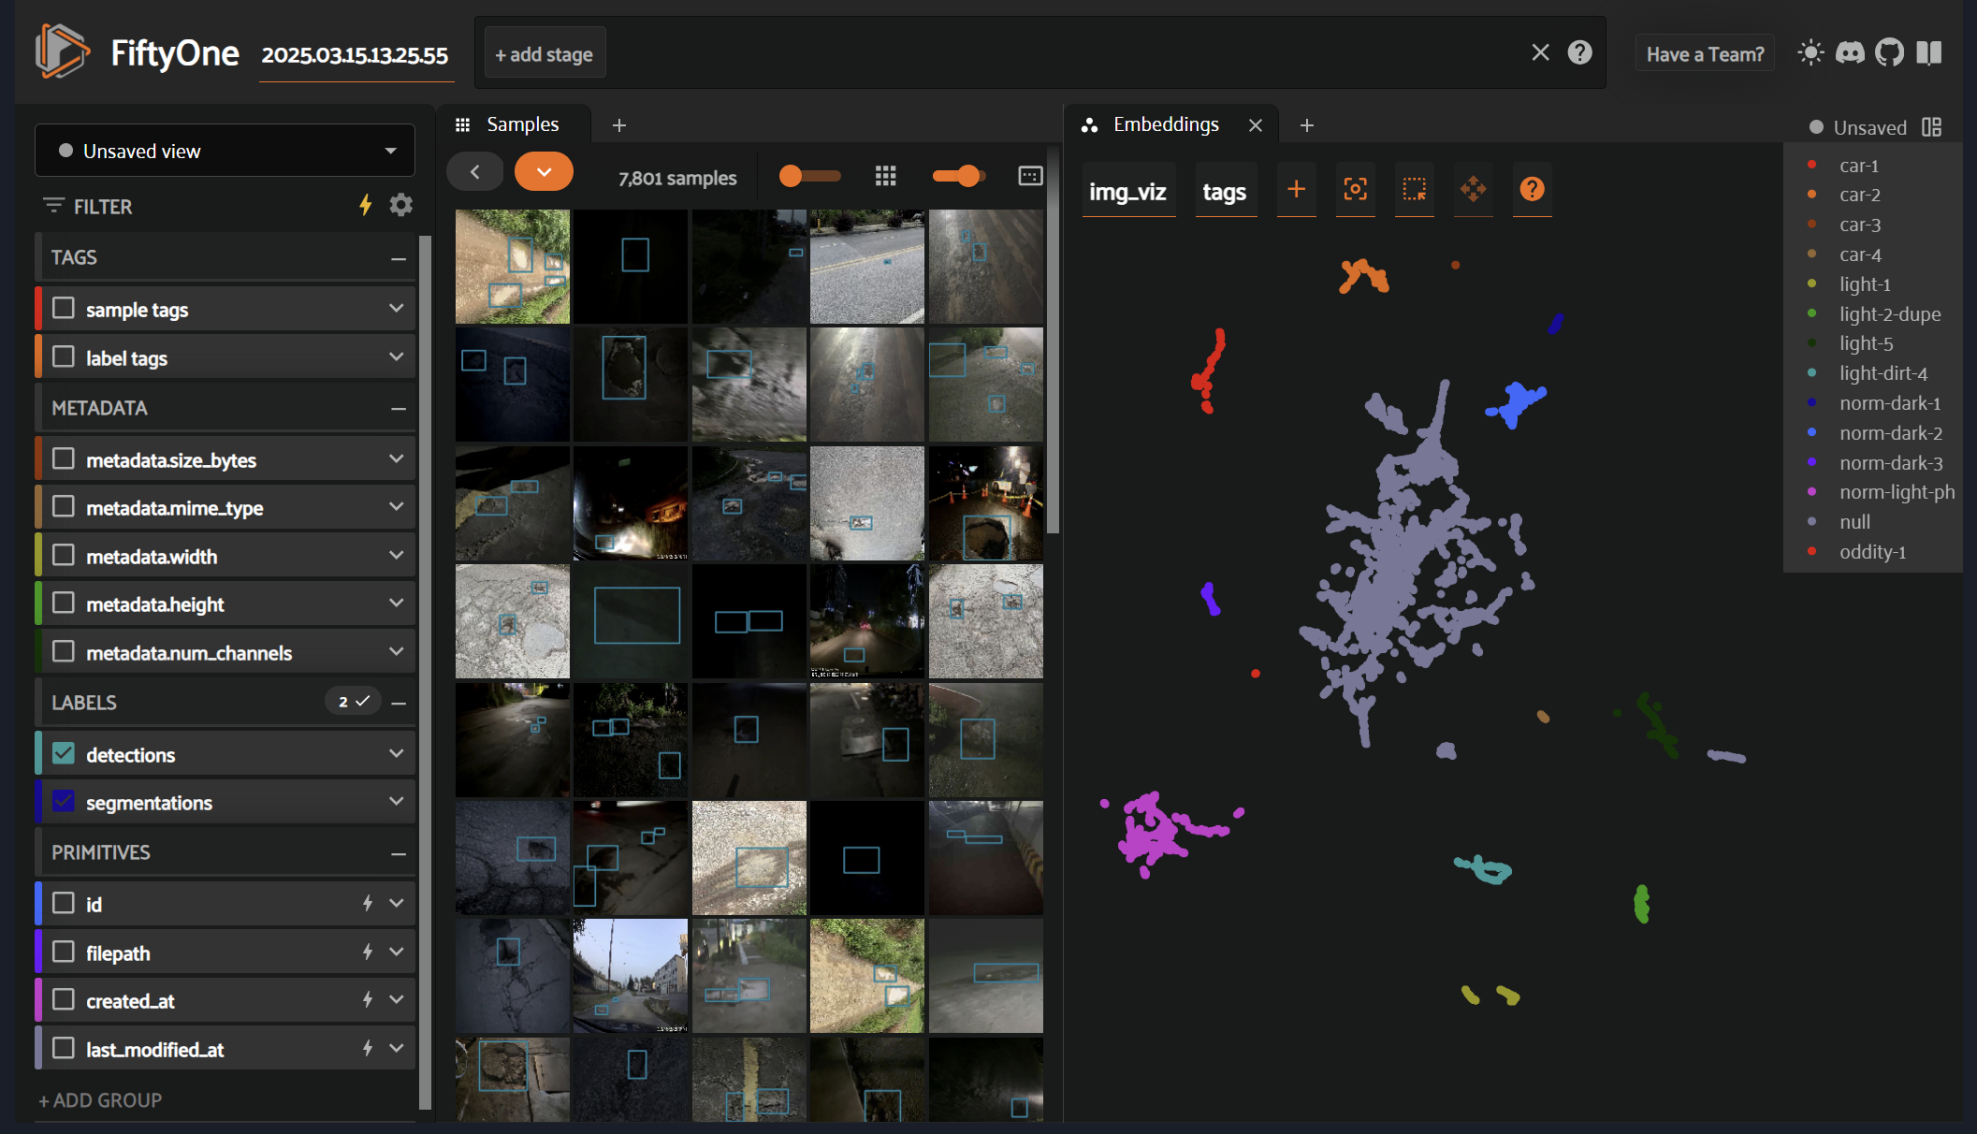 FiftyOne
2025.03.15.13.25.55
+ add stage
Have a Team?
Unsaved view
FILTER
TAGS
sample tags
label tags
METADATA
metadata.size_bytes
metadata.mime_type
metadata.width
metadata.height
metadata.num_channels
LABELS
2
detections
segmentations
PRIMITIVES
id
filepath
created_at
last_modified_at
+ ADD GROUP
Samples
+
7,801 samples
Embeddings
+
Unsaved
img_viz
tags
car-1
car-2
car-3
car-4
light-1
light-2-dupe
light-5
light-dirt-4
norm-dark-1
norm-dark-2
norm-dark-3
norm-light-ph
null
oddity-1